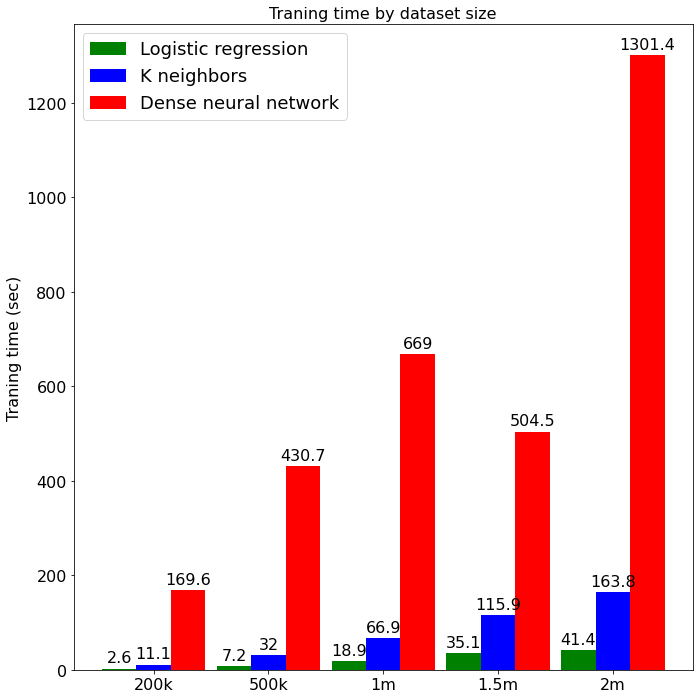 Traning time by dataset size
Logistic regression
K neighbors
Dense neural network
Traning time (sec)
1200
1000
800
600
400
200
0
2.6
11.1
169.6
7.2
32
430.7
18.9
66.9
669
35.1
115.9
504.5
41.4
163.8
1301.4
200k
500k
1m
1.5m
2m